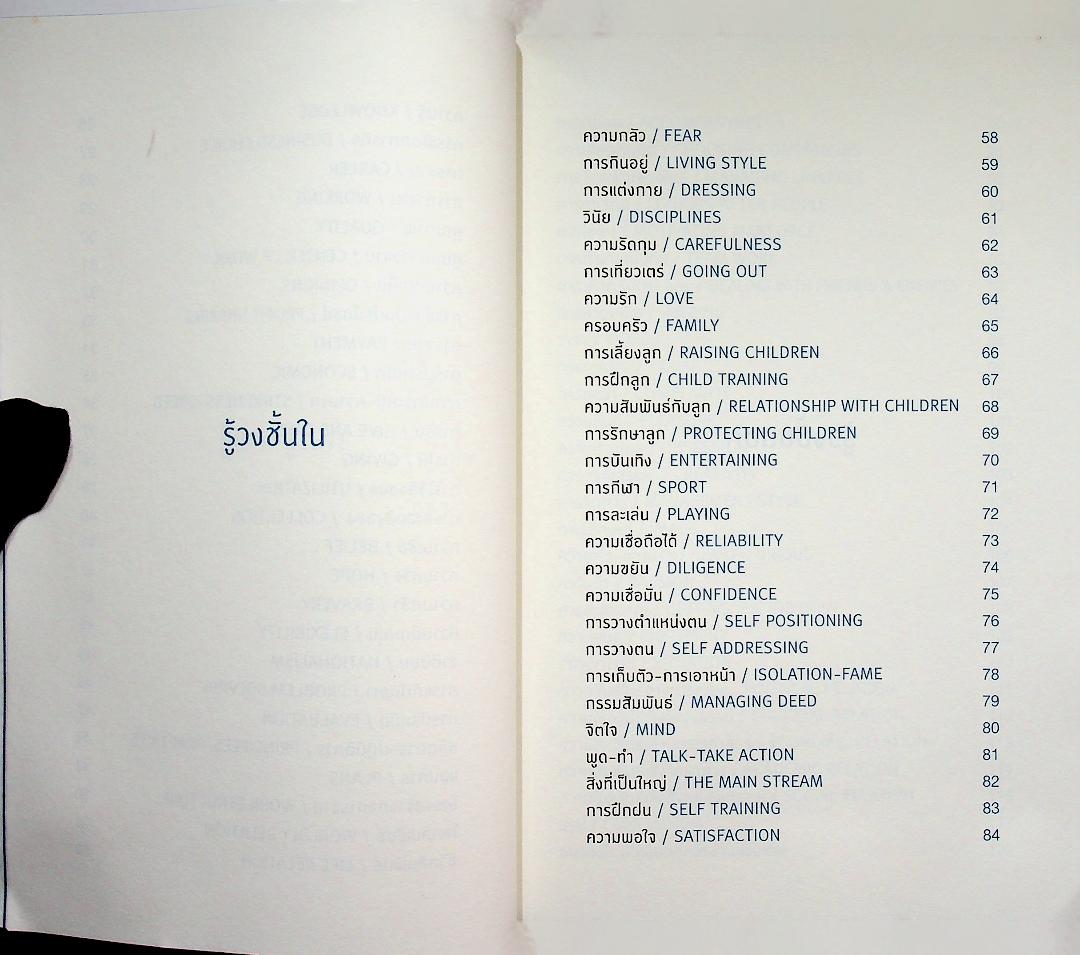 รู้วงชั้นใน
ความกลัว / FEAR 58
การกินอยู่ / LIVING STYLE 59
การแต่งกาย / DRESSING 60
วินัย / DISCIPLINES 61
ความรัดกุม / CAREFULNESS 62
การเที่ยวเตร่ / GOING OUT 63
ความรัก / LOVE 64
ครอบครัว / FAMILY 65
การเลี้ยงลูก / RAISING CHILDREN 66
การฝึกลูก / CHILD TRAINING 67
ความสัมพันธ์กับลูก / RELATIONSHIP WITH CHILDREN 68
การรักษาลูก / PROTECTING CHILDREN 69
การบันเทิง / ENTERTAINING 70
การกีฬา / SPORT 71
การละเล่น / PLAYING 72
ความเชื่อถือได้ / RELIABILITY 73
ความขยัน / DILIGENCE 74
ความเชื่อมั่น / CONFIDENCE 75
การวางตำแหน่งตน / SELF POSITIONING 76
การวางตน / SELF ADDRESSING 77
การเก็บตัว-การเอาหน้า / ISOLATION-FAME 78
กรรมสัมพันธ์ / MANAGING DEED 79
จิตใจ / MIND 80
พูด-ทำ / TALK-TAKE ACTION 81
สิ่งที่เป็นใหญ่ / THE MAIN STREAM 82
การฝึกฝน / SELF TRAINING 83
ความพอใจ / SATISFACTION 84